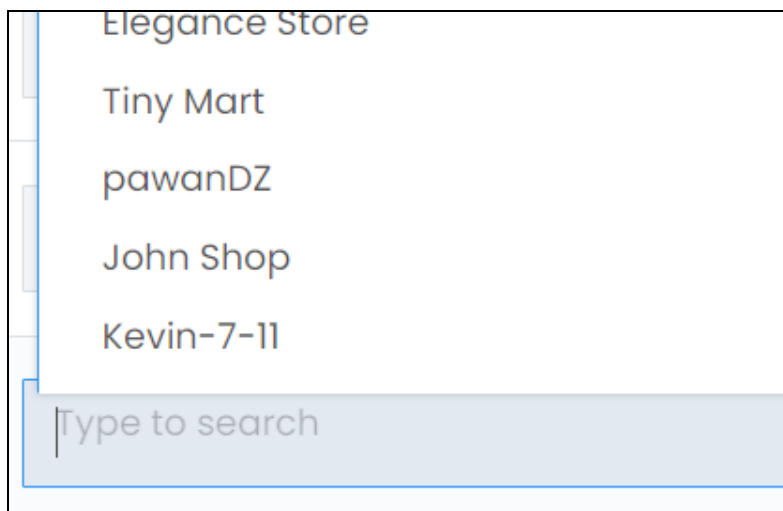 Elegance Store
Tiny Mart
pawanDZ
John Shop
Kevin-7-11
Type to search